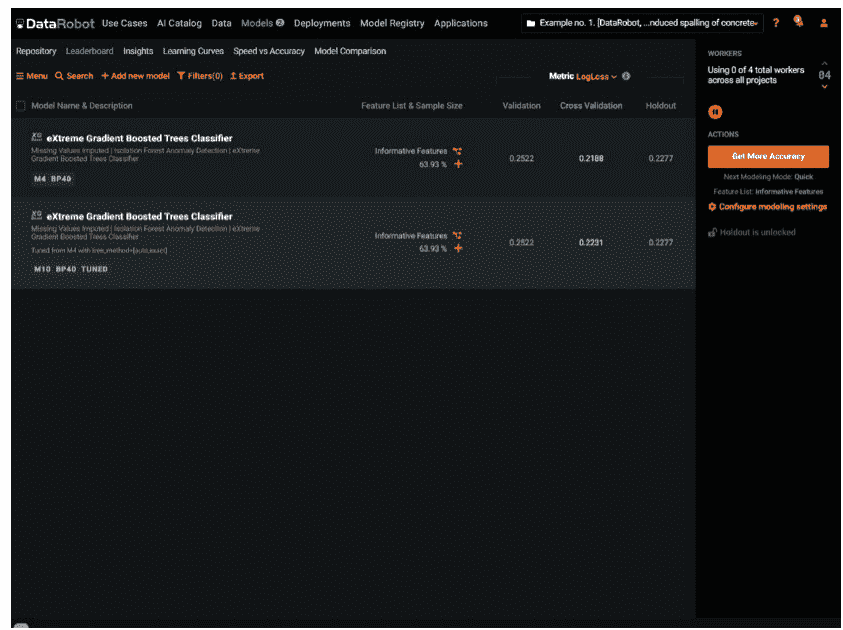 DataRobot Use Cases AI Catalog Data Models 2 Deployments Model Registry Applications Example no. 1. [DataRobot, ...nduced spalling of concrete ?
Repository Leaderboard Insights Learning Curves Speed vs Accuracy Model Comparison
Menu Search + Add new model Filters(0) Export Metric LogLoss
Model Name & Description Feature List & Sample Size Validation Cross Validation Holdout
XG eXtreme Gradient Boosted Trees Classifier
Missing Values Imputed | Isolation Forest Anomaly Detection | eXtreme
Gradient Boosted Trees Classifier
Informative Features
63.93 % + 0.2522 0.2188 0.2277
M4 BP40
XG eXtreme Gradient Boosted Trees Classifier
Missing Values Imputed | Isolation Forest Anomaly Detection | eXtreme
Gradient Boosted Trees Classifier
Tuned from M4 with tree_method=[auto,exact]
Informative Features
63.93 % + 0.2522 0.2231 0.2277
M10 BP40 TUNED
WORKERS
Using 0 of 4 total workers
across all projects
04
ACTIONS
Get More Accuracy
Next Modeling Mode: Quick
Feature List: Informative Features
Configure modeling settings
Holdout is unlocked